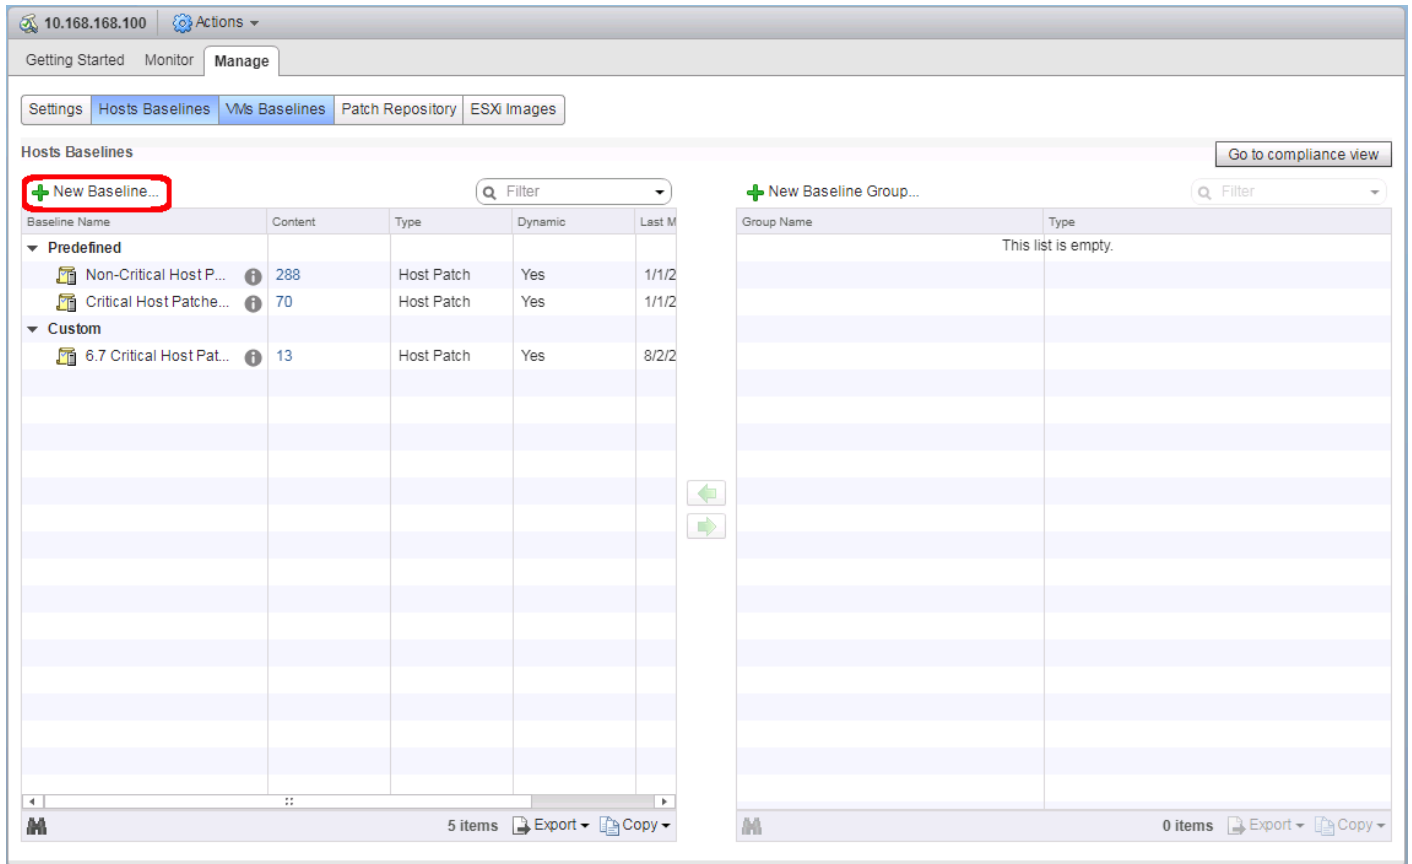 10.168.168.100 Actions
Getting Started Monitor Manage
Settings Hosts Baselines VMs Baselines Patch Repository ESXi Images
Hosts Baselines Go to compliance view
New Baseline... Filter New Baseline Group... Filter
Baseline Name Content Type Dynamic Last M Group Name Type
Predefined This list is empty.
Non-Critical Host P... 288 Host Patch Yes 1/1/2
Critical Host Patche... 70 Host Patch Yes 1/1/2
Custom
6.7 Critical Host Pat... 13 Host Patch Yes 8/2/2
5 items Export Copy 0 items Export Copy